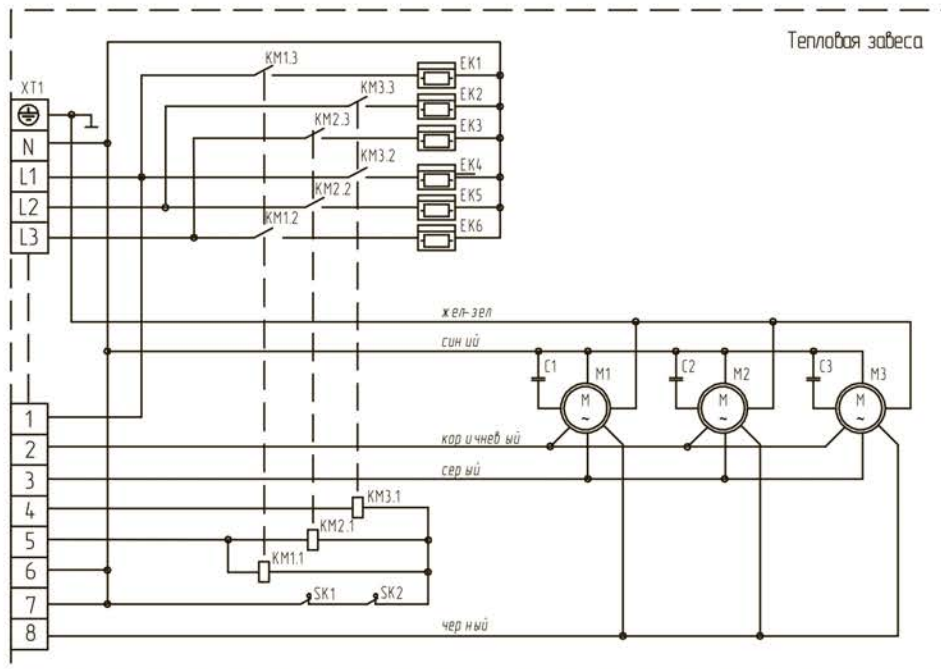 Тепловая завеса
KM1.3
EK1
XT1
KM3.3
EK2
KM2.3
EK3
N
KM3.2
EK4
L1
KM2.2
EK5
L2
KM1.2
EK6
L3
жел-зел
синий
C1
M1
C2
M2
C3
M3
M
~
M
~
M
~
1
коричневый
2
серый
3
KM3.1
4
KM2.1
5
KM1.1
6
SK1
SK2
7
черный
8